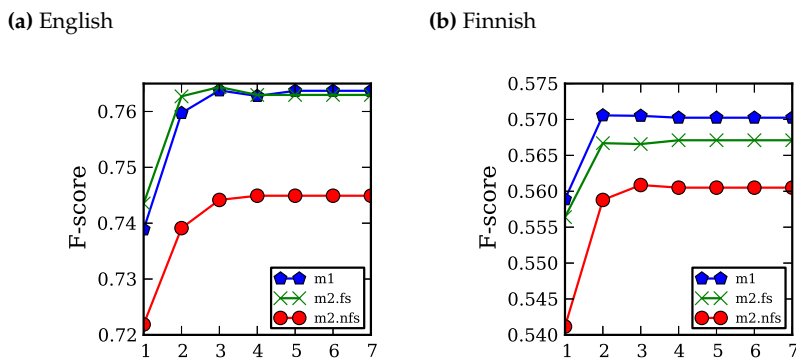 (a) English
(b) Finnish
F-score
0.76
0.75
0.74
0.73
0.72
1 2 3 4 5 6 7
m1
m2.fs
m2.nfs
F-score
0.575
0.570
0.565
0.560
0.555
0.550
0.545
0.540
1 2 3 4 5 6 7
m1
m2.fs
m2.nfs